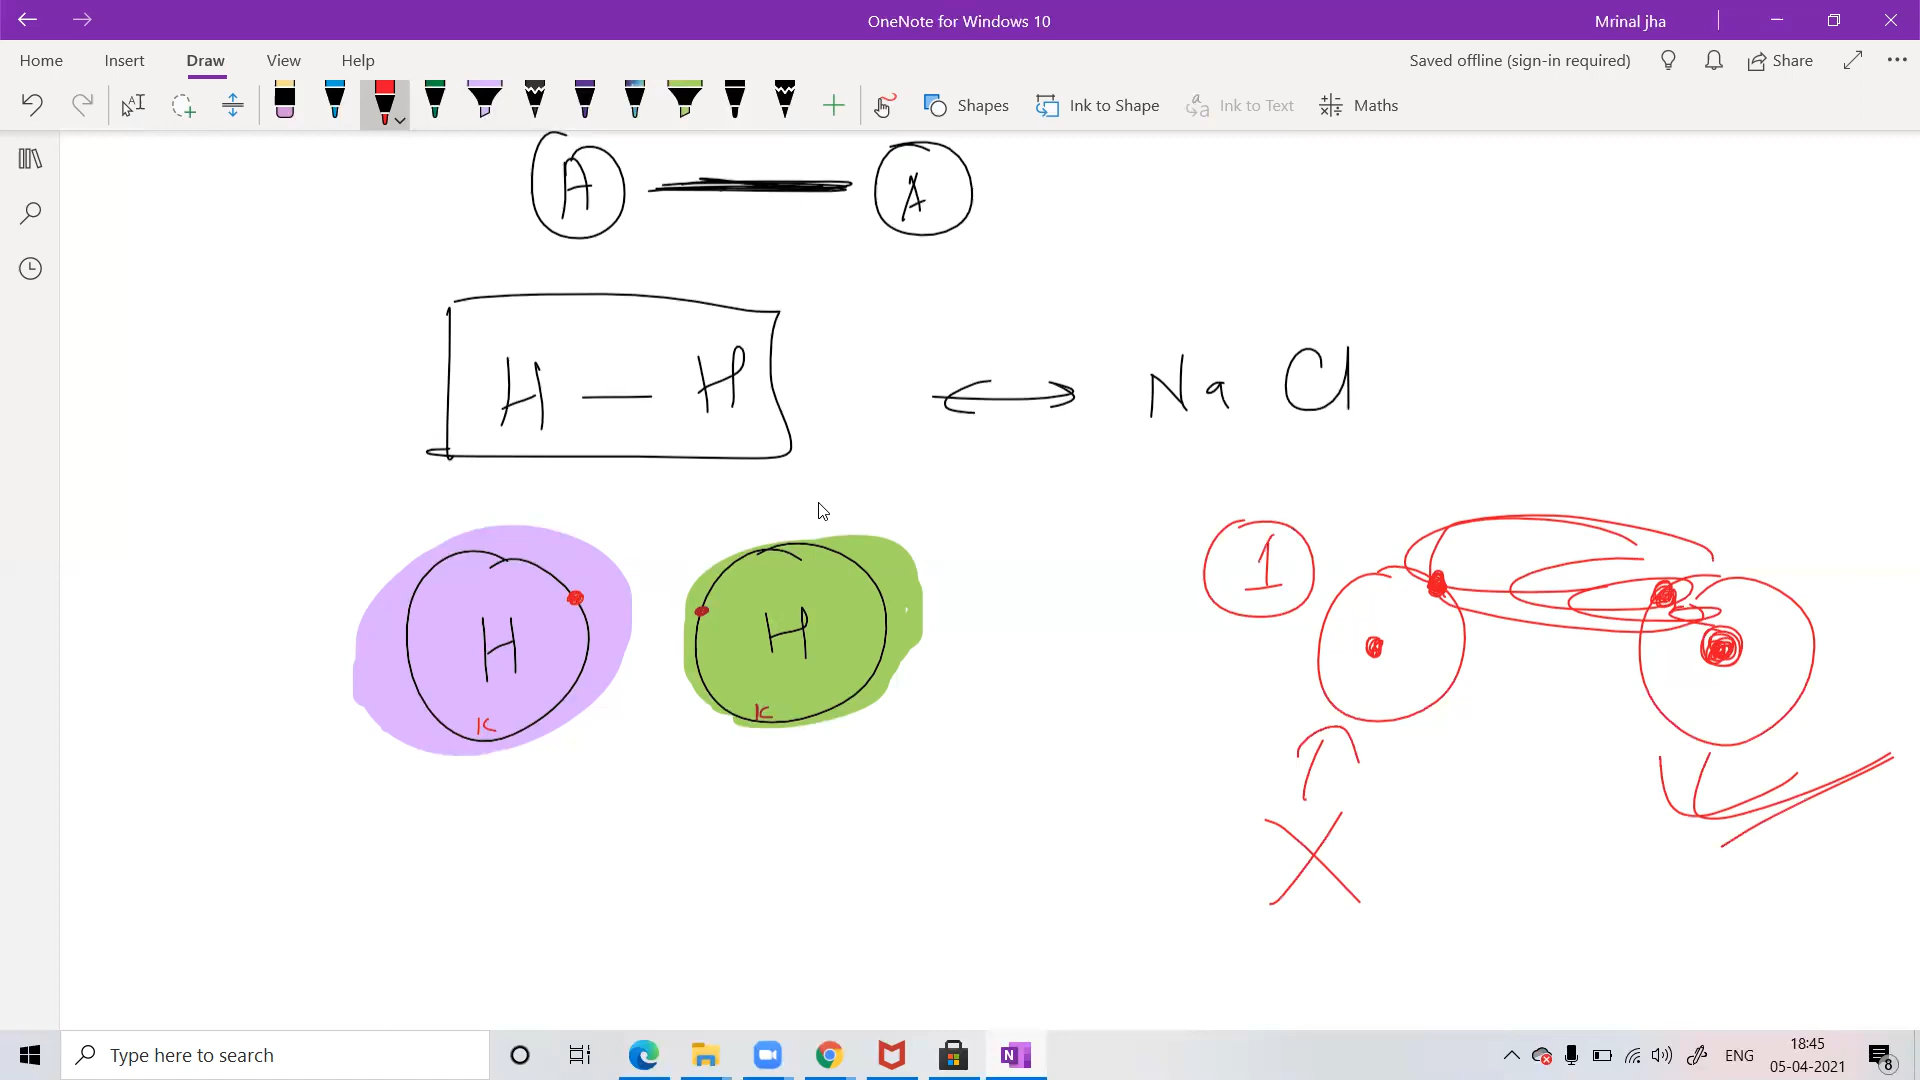 OneNote for Windows 10
Mrinal jha
Home Insert Draw View Help
Saved offline (sign-in required)
Share
Shapes
Ink to Shape
Ink to Text
Maths
A A
H — H
Na Cl
1
H
K
H
K
X
Type here to search
ENG
18:45
05-04-2021
8